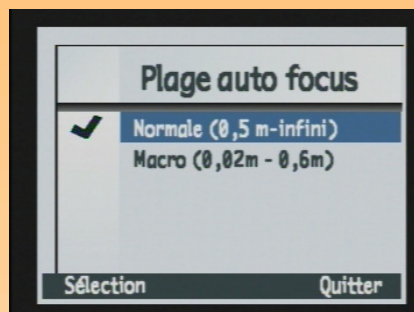 Plage auto focus
Normale (0,5 m-infini)
Macro (0,02m - 0,6m)
Sélection Quitter